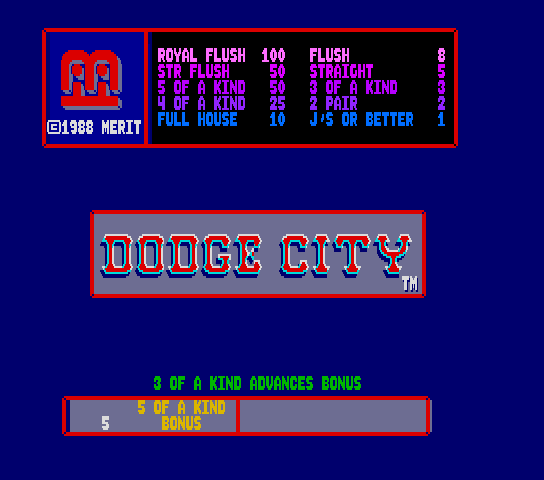 ROYAL FLUSH 100 FLUSH 8
STR FLUSH 50 STRAIGHT 5
5 OF A KIND 50 3 OF A KIND 3
4 OF A KIND 25 2 PAIR 2
FULL HOUSE 10 J'S OR BETTER 1
©1988 MERIT
DODGE CITY
TM
3 OF A KIND ADVANCES BONUS
5 OF A KIND
5 BONUS